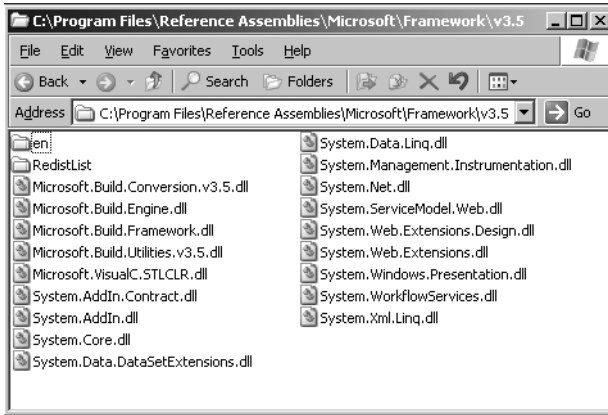 C:\Program Files\Reference Assemblies\Microsoft\Framework\v3.5
File Edit View Favorites Tools Help
Back Search Folders
Address C:\Program Files\Reference Assemblies\Microsoft\Framework\v3.5 Go
en
RedistList
Microsoft.Build.Conversion.v3.5.dll
Microsoft.Build.Engine.dll
Microsoft.Build.Framework.dll
Microsoft.Build.Utilities.v3.5.dll
Microsoft.VisualC.STLCLR.dll
System.AddIn.Contract.dll
System.AddIn.dll
System.Core.dll
System.Data.DataSetExtensions.dll
System.Data.Linq.dll
System.Management.Instrumentation.dll
System.Net.dll
System.ServiceModel.Web.dll
System.Web.Extensions.Design.dll
System.Web.Extensions.dll
System.Windows.Presentation.dll
System.WorkflowServices.dll
System.Xml.Linq.dll